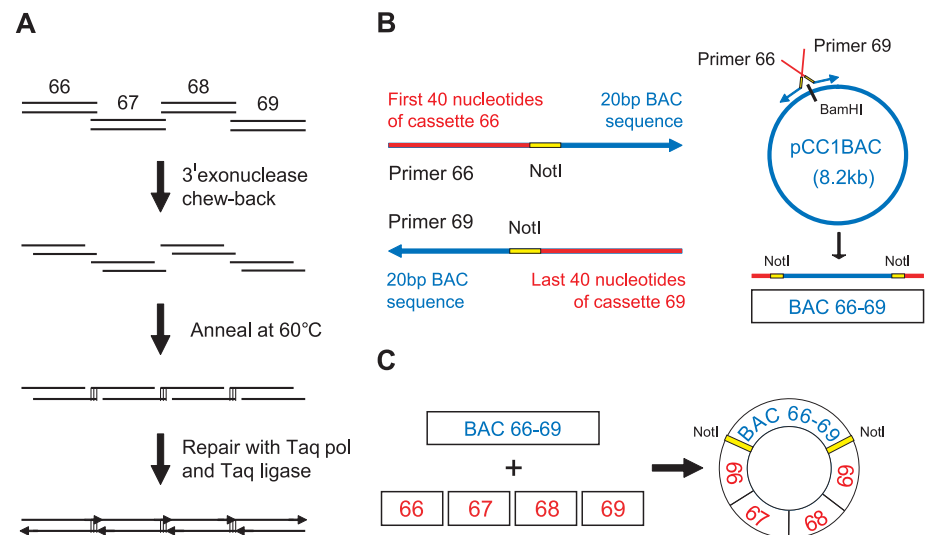 A
66
67
68
69
3'exonuclease
chew-back
Anneal at 60°C
Repair with Taq pol
and Taq ligase
B
First 40 nucleotides
of cassette 66
20bp BAC
sequence
Primer 66
NotI
Primer 69
NotI
20bp BAC
sequence
Last 40 nucleotides
of cassette 69
Primer 69
Primer 66
BamHI
pCC1BAC
(8.2kb)
NotI
NotI
BAC 66-69
C
BAC 66-69
+
66
67
68
69
NotI
BAC 66-69
NotI
66
69
67
68